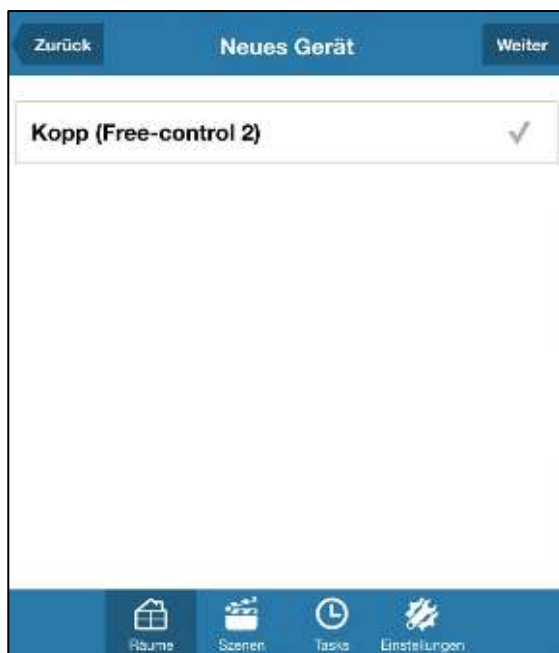 Zurück Neues Gerät Weiter
Kopp (Free-control 2)
Räume Szenen Tasks Einstellungen